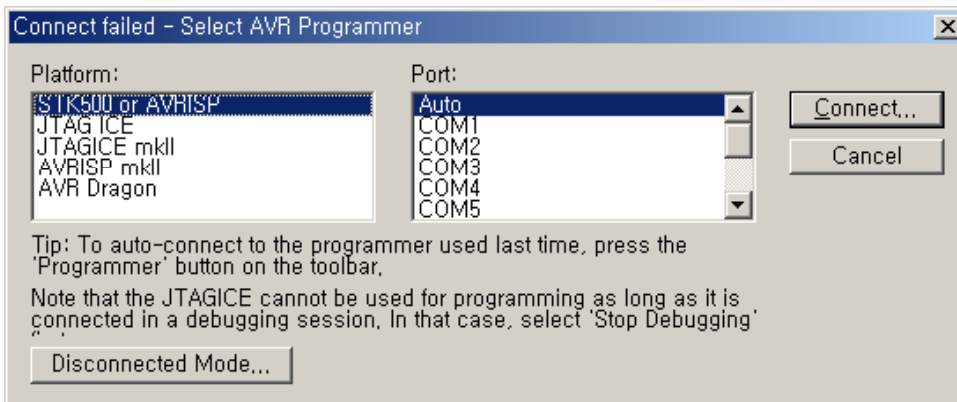 Connect failed - Select AVR Programmer
Platform:
STK500 or AVRISP
JTAG ICE
JTAGICE mkII
AVRISP mkII
AVR Dragon
Port:
Auto
COM1
COM2
COM3
COM4
COM5
Connect...
Cancel
Tip: To auto-connect to the programmer used last time, press the
'Programmer' button on the toolbar.
Note that the JTAGICE cannot be used for programming as long as it is
connected in a debugging session. In that case, select 'Stop Debugging'
Disconnected Mode...